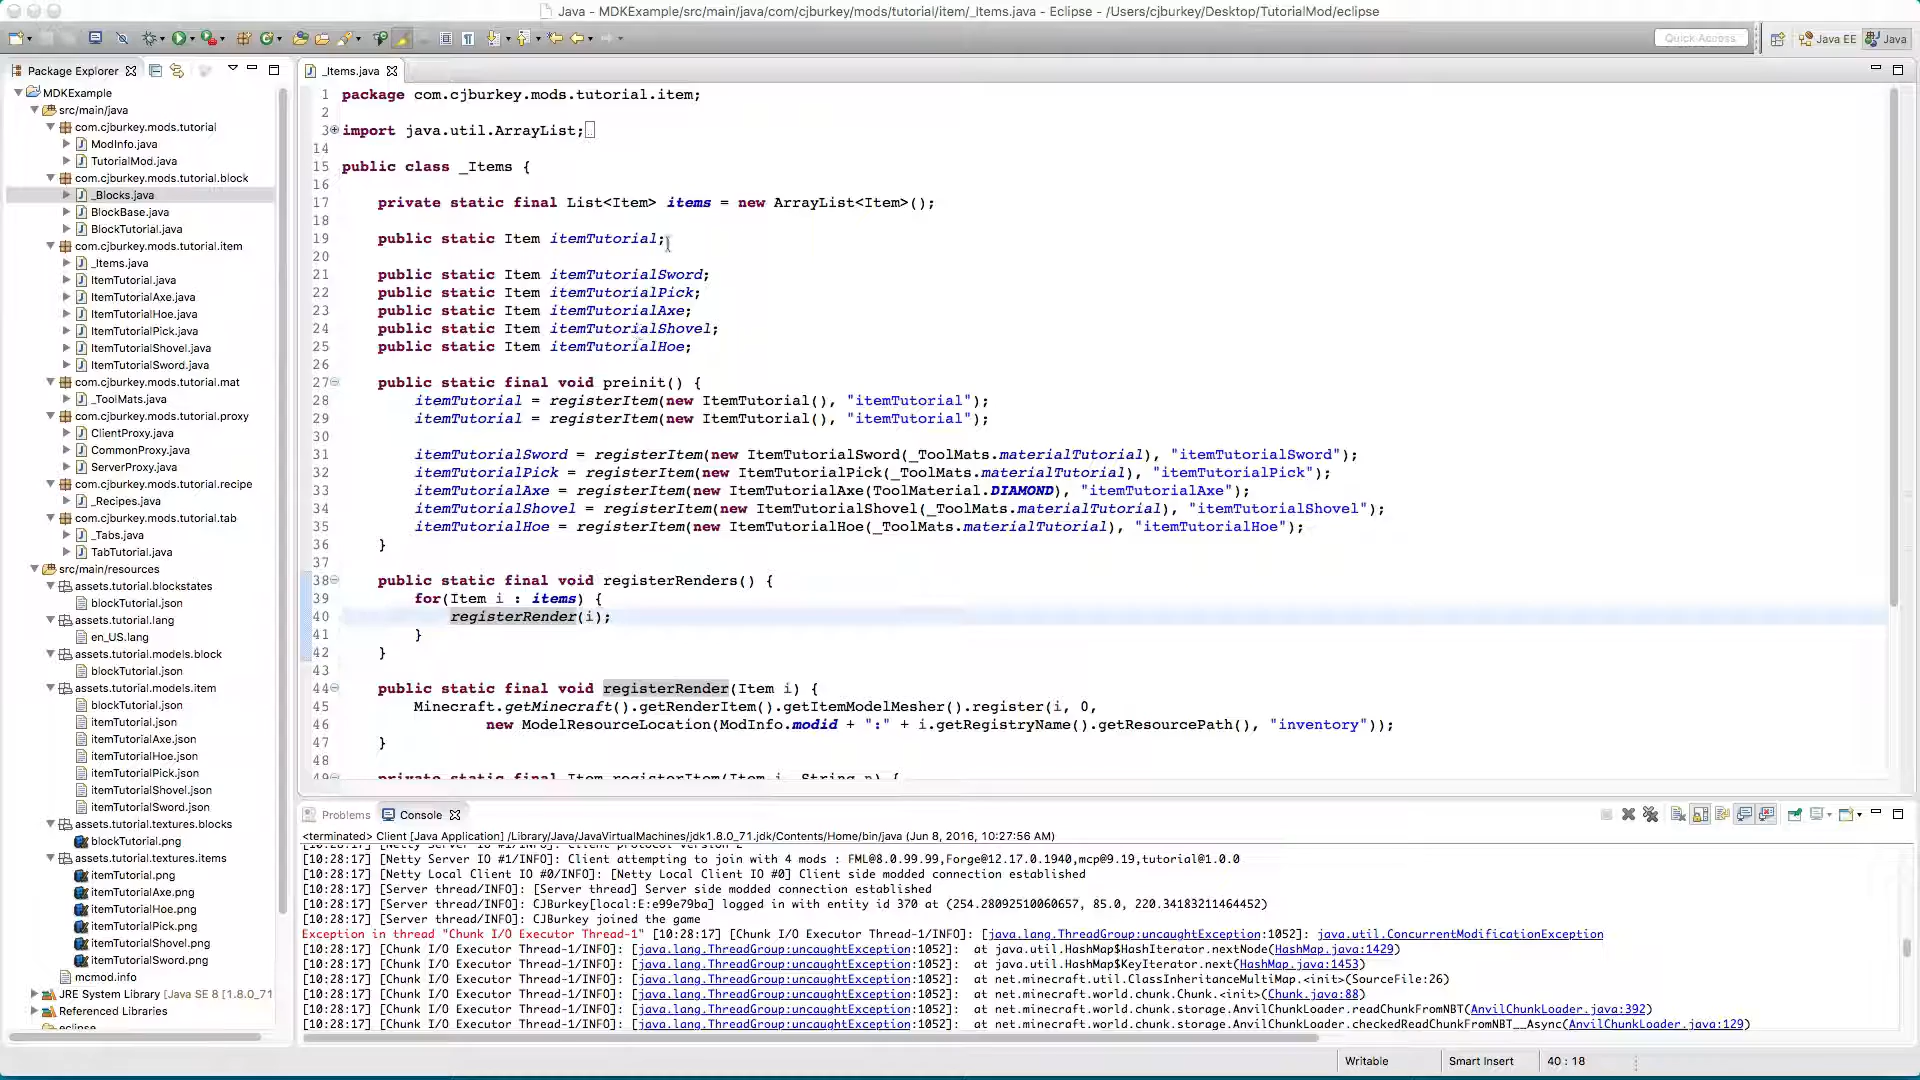 Java - MDKExample/src/main/java/com/cjburkey/mods/tutorial/item/_Items.java - Eclipse - /Users/cjburkey/Desktop/TutorialMod/eclipse
Quick Access
Java EE
Java
Package Explorer
MDKExample
src/main/java
com.cjburkey.mods.tutorial
ModInfo.java
TutorialMod.java
com.cjburkey.mods.tutorial.block
_Blocks.java
BlockBase.java
BlockTutorial.java
com.cjburkey.mods.tutorial.item
_Items.java
ItemTutorial.java
ItemTutorialAxe.java
ItemTutorialHoe.java
ItemTutorialPick.java
ItemTutorialShovel.java
ItemTutorialSword.java
com.cjburkey.mods.tutorial.mat
_ToolMats.java
com.cjburkey.mods.tutorial.proxy
ClientProxy.java
CommonProxy.java
ServerProxy.java
com.cjburkey.mods.tutorial.recipe
_Recipes.java
com.cjburkey.mods.tutorial.tab
_Tabs.java
TabTutorial.java
src/main/resources
assets.tutorial.blockstates
blockTutorial.json
assets.tutorial.lang
en_US.lang
assets.tutorial.models.block
blockTutorial.json
assets.tutorial.models.item
blockTutorial.json
itemTutorial.json
itemTutorialAxe.json
itemTutorialHoe.json
itemTutorialPick.json
itemTutorialShovel.json
itemTutorialSword.json
assets.tutorial.textures.blocks
blockTutorial.png
assets.tutorial.textures.items
itemTutorial.png
itemTutorialAxe.png
itemTutorialHoe.png
itemTutorialPick.png
itemTutorialShovel.png
itemTutorialSword.png
mcmod.info
JRE System Library [Java SE 8 [1.8.0_71
Referenced Libraries
eclipse
_Items.java
1 package com.cjburkey.mods.tutorial.item;
2
3 import java.util.ArrayList;
14
15 public class _Items {
16
17 private static final List<Item> items = new ArrayList<Item>();
18
19 public static Item itemTutorial;
20
21 public static Item itemTutorialSword;
22 public static Item itemTutorialPick;
23 public static Item itemTutorialAxe;
24 public static Item itemTutorialShovel;
25 public static Item itemTutorialHoe;
26
27 public static final void preinit() {
28 itemTutorial = registerItem(new ItemTutorial(), "itemTutorial");
29 itemTutorial = registerItem(new ItemTutorial(), "itemTutorial");
30
31 itemTutorialSword = registerItem(new ItemTutorialSword(_ToolMats.materialTutorial), "itemTutorialSword");
32 itemTutorialPick = registerItem(new ItemTutorialPick(_ToolMats.materialTutorial), "itemTutorialPick");
33 itemTutorialAxe = registerItem(new ItemTutorialAxe(ToolMaterial.DIAMOND), "itemTutorialAxe");
34 itemTutorialShovel = registerItem(new ItemTutorialShovel(_ToolMats.materialTutorial), "itemTutorialShovel");
35 itemTutorialHoe = registerItem(new ItemTutorialHoe(_ToolMats.materialTutorial), "itemTutorialHoe");
36 }
37
38 public static final void registerRenders() {
39 for(Item i : items) {
40 registerRender(i);
41 }
42 }
43
44 public static final void registerRender(Item i) {
45 Minecraft.getMinecraft().getRenderItem().getItemModelMesher().register(i, 0,
46 new ModelResourceLocation(ModInfo.modid + ":" + i.getRegistryName().getResourcePath(), "inventory"));
47 }
48
49 private static final Item registerItem(Item i, String n) {
Problems
Console
<terminated> Client [Java Application] /Library/Java/JavaVirtualMachines/jdk1.8.0_71.jdk/Contents/Home/bin/java (Jun 8, 2016, 10:27:56 AM)
[10:28:17] [Netty Server IO #1/INFO]: Client protocol version 2
[10:28:17] [Netty Server IO #1/INFO]: Client attempting to join with 4 mods : FML@8.0.99.99,Forge@12.17.0.1940,mcp@9.19,tutorial@1.0.0
[10:28:17] [Netty Local Client IO #0/INFO]: [Netty Local Client IO #0] Client side modded connection established
[10:28:17] [Server thread/INFO]: [Server thread] Server side modded connection established
[10:28:17] [Server thread/INFO]: CJBurkey[local:E:e99e79ba] logged in with entity id 370 at (254.28092510060657, 85.0, 220.34183211464452)
[10:28:17] [Server thread/INFO]: CJBurkey joined the game
Exception in thread "Chunk I/O Executor Thread-1" [10:28:17] [Chunk I/O Executor Thread-1/INFO]: [java.lang.ThreadGroup:uncaughtException:1052]: java.util.ConcurrentModificationException
[10:28:17] [Chunk I/O Executor Thread-1/INFO]: [java.lang.ThreadGroup:uncaughtException:1052]: at java.util.HashMap$HashIterator.nextNode(HashMap.java:1429)
[10:28:17] [Chunk I/O Executor Thread-1/INFO]: [java.lang.ThreadGroup:uncaughtException:1052]: at java.util.HashMap$KeyIterator.next(HashMap.java:1453)
[10:28:17] [Chunk I/O Executor Thread-1/INFO]: [java.lang.ThreadGroup:uncaughtException:1052]: at net.minecraft.util.ClassInheritanceMultiMap.<init>(SourceFile:26)
[10:28:17] [Chunk I/O Executor Thread-1/INFO]: [java.lang.ThreadGroup:uncaughtException:1052]: at net.minecraft.world.chunk.Chunk.<init>(Chunk.java:88)
[10:28:17] [Chunk I/O Executor Thread-1/INFO]: [java.lang.ThreadGroup:uncaughtException:1052]: at net.minecraft.world.chunk.storage.AnvilChunkLoader.readChunkFromNBT(AnvilChunkLoader.java:392)
[10:28:17] [Chunk I/O Executor Thread-1/INFO]: [java.lang.ThreadGroup:uncaughtException:1052]: at net.minecraft.world.chunk.storage.AnvilChunkLoader.checkedReadChunkFromNBT__Async(AnvilChunkLoader.java:129)
Writable
Smart Insert
40 : 18